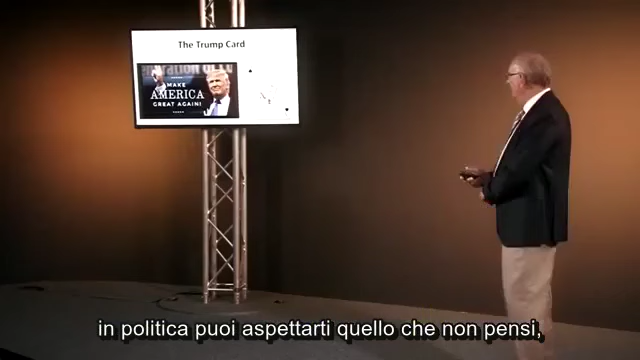 The Trump Card
MAKE
AMERICA
GREAT AGAIN!
in politica puoi aspettarti quello che non pensi,